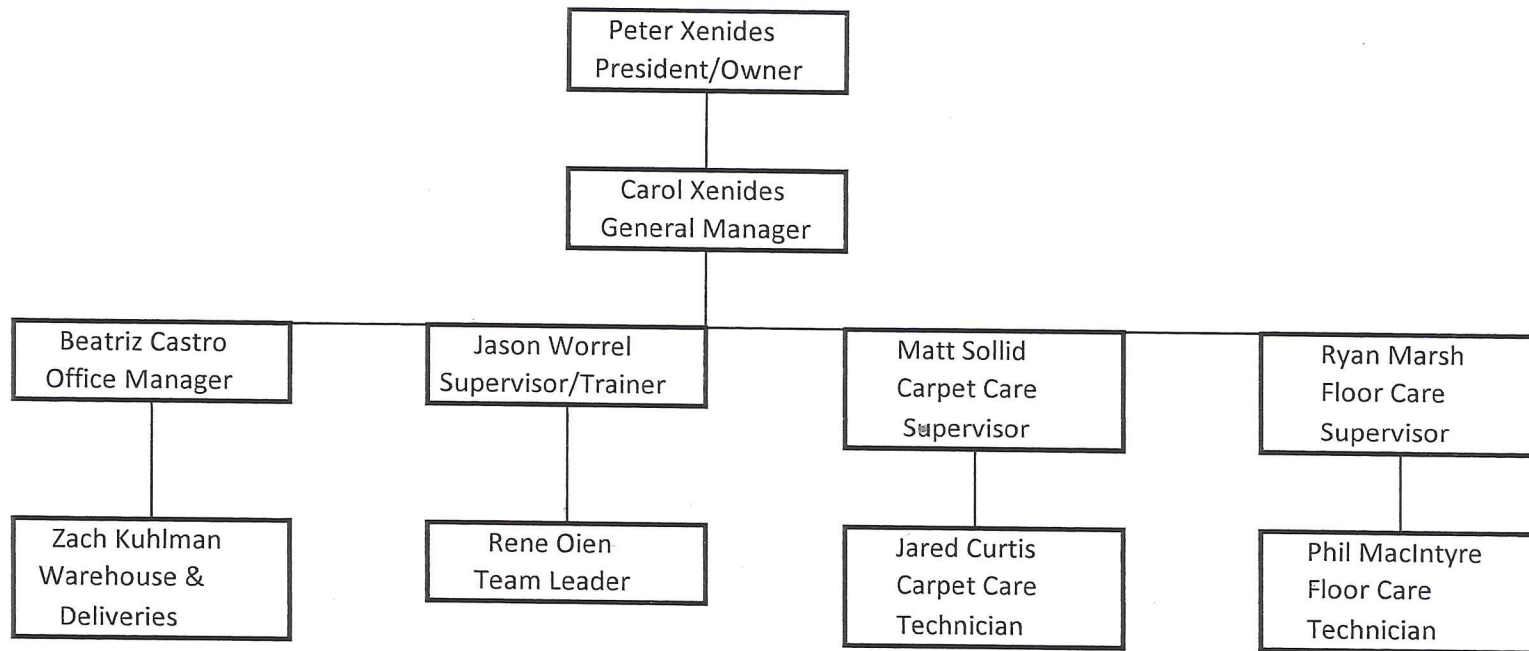 Peter Xenides
President/Owner
Carol Xenides
General Manager
Beatriz Castro
Office Manager
Jason Worrel
Supervisor/Trainer
Matt Sollid
Carpet Care
Supervisor
Ryan Marsh
Floor Care
Supervisor
Zach Kuhlman
Warehouse &
Deliveries
Rene Oien
Team Leader
Jared Curtis
Carpet Care
Technician
Phil MacIntyre
Floor Care
Technician